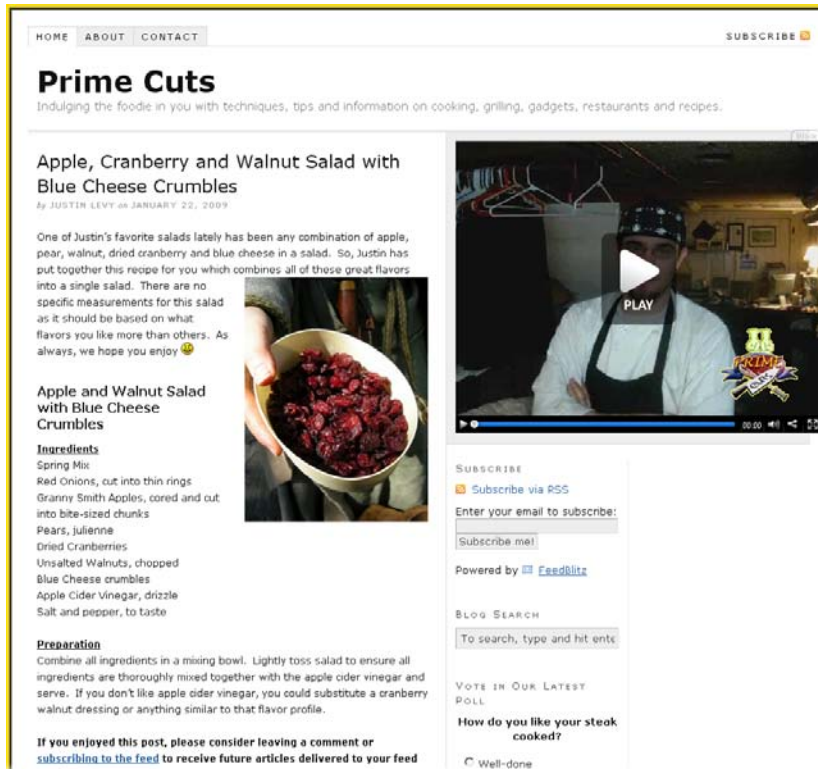 HOME ABOUT CONTACT
SUBSCRIBE
Prime Cuts
Indulging the foodie in you with techniques, tips and information on cooking, grilling, gadgets, restaurants and recipes.
Apple, Cranberry and Walnut Salad with
Blue Cheese Crumbles
by JUSTIN LEVY on JANUARY 22, 2009
One of Justin's favorite salads lately has been any combination of apple,
pear, walnut, dried cranberry and blue cheese in a salad. So, Justin has
put together this recipe for you which combines all of these great flavors
into a single salad. There are no
specific measurements for this salad
as it should be based on what
flavors you like more than others. As
always, we hope you enjoy
Apple and Walnut Salad
with Blue Cheese
Crumbles
Ingredients
Spring Mix
Red Onions, cut into thin rings
Granny Smith Apples, cored and cut
into bite-sized chunks
Pears, julienne
Dried Cranberries
Unsalted Walnuts, chopped
Blue Cheese crumbles
Apple Cider Vinegar, drizzle
Salt and pepper, to taste
Preparation
Combine all ingredients in a mixing bowl. Lightly toss salad to ensure all
ingredients are thoroughly mixed together with the apple cider vinegar and
serve. If you don't like apple cider vinegar, you could substitute a cranberry
walnut dressing or anything similar to that flavor profile.
If you enjoyed this post, please consider leaving a comment or
subscribing to the feed to receive future articles delivered to your feed
PLAY
PRIME
CUTS
00:00
SUBSCRIBE
Subscribe via RSS
Enter your email to subscribe:
Subscribe me!
Powered by FeedBlitz
BLOG SEARCH
To search, type and hit ente
VOTE IN OUR LATEST
POLL
How do you like your steak
cooked?
Well-done